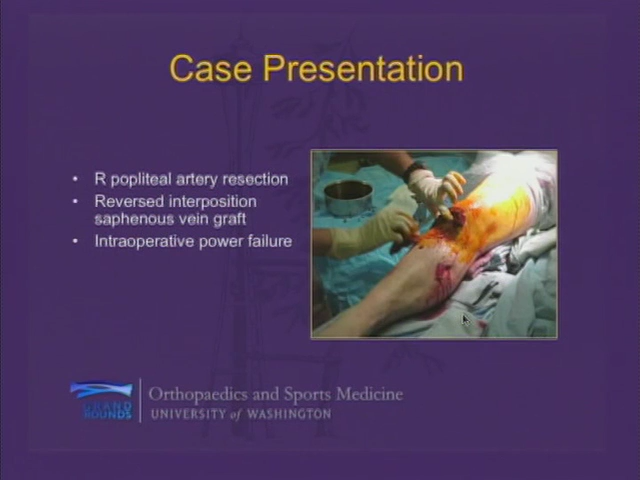 Case Presentation
• R popliteal artery resection
• Reversed interposition
saphenous vein graft
• Intraoperative power failure
GRAND
ROUNDS
Orthopaedics and Sports Medicine
UNIVERSITY of WASHINGTON